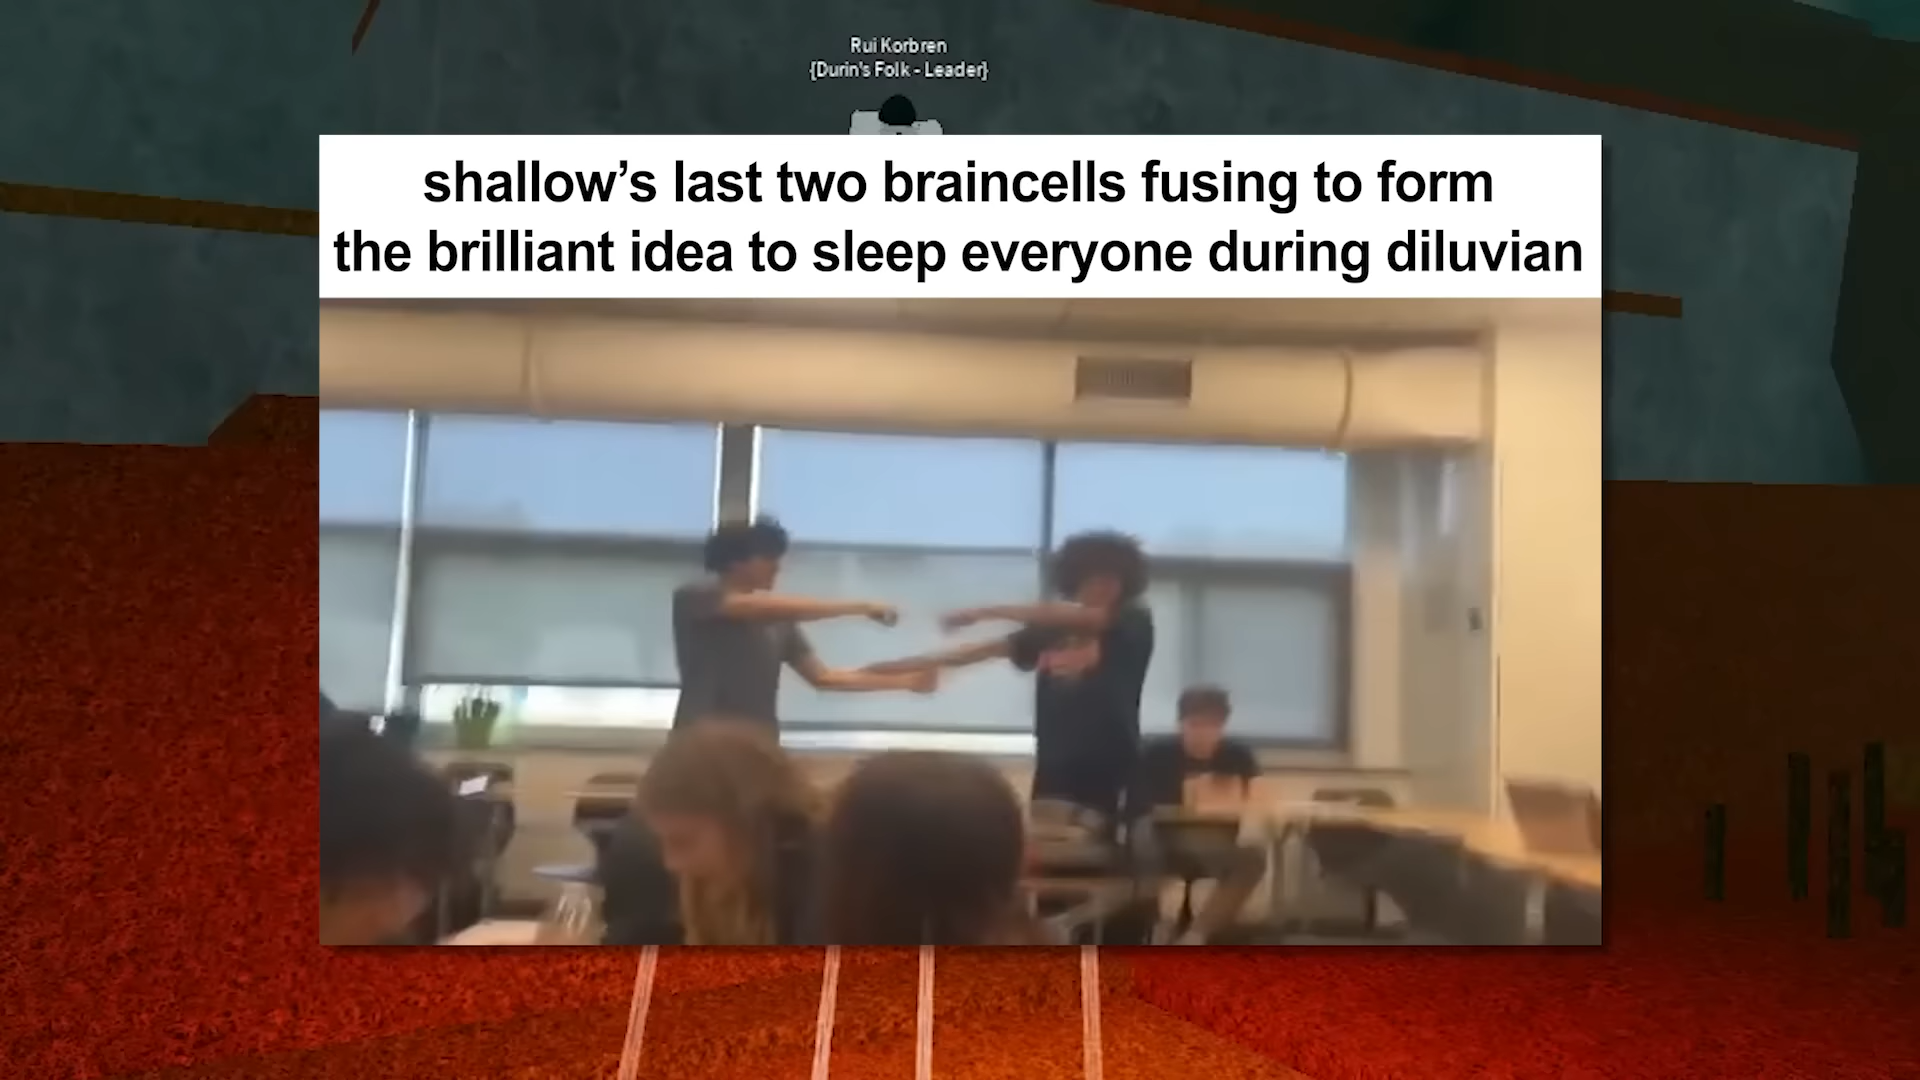 Rui Korbren
{Durin's Folk - Leader}
shallow’s last two braincells fusing to form
the brilliant idea to sleep everyone during diluvian